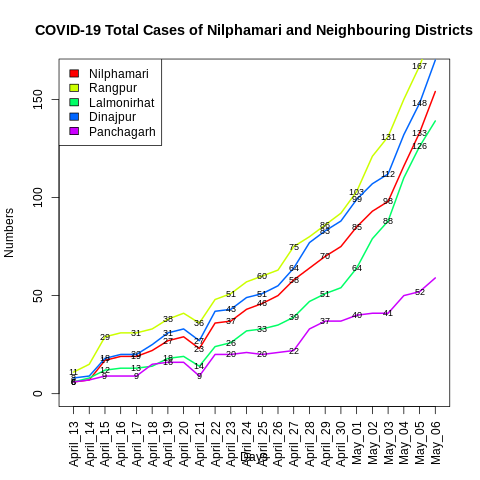 COVID-19 Total Cases of Nilphamari and Neighbouring Districts
Nilphamari
Rangpur
Lalmonirhat
Dinajpur
Panchagarh
Numbers
150
100
50
0
11 29 31 38 36 51 60 75 86 103 131 167
18 20 31 27 43 51 64 83 99 112 148
6 19 27 23 37 46 58 70 85 93 133
12 13 18 14 26 33 39 51 64 88 126
6 9 9 16 9 20 20 22 37 40 41 52
April_13
April_14
April_15
April_16
April_17
April_18
April_19
April_20
April_21
April_22
April_23
April_24
April_25
April_26
April_27
April_28
April_29
April_30
May_01
May_02
May_03
May_04
May_05
May_06
Days